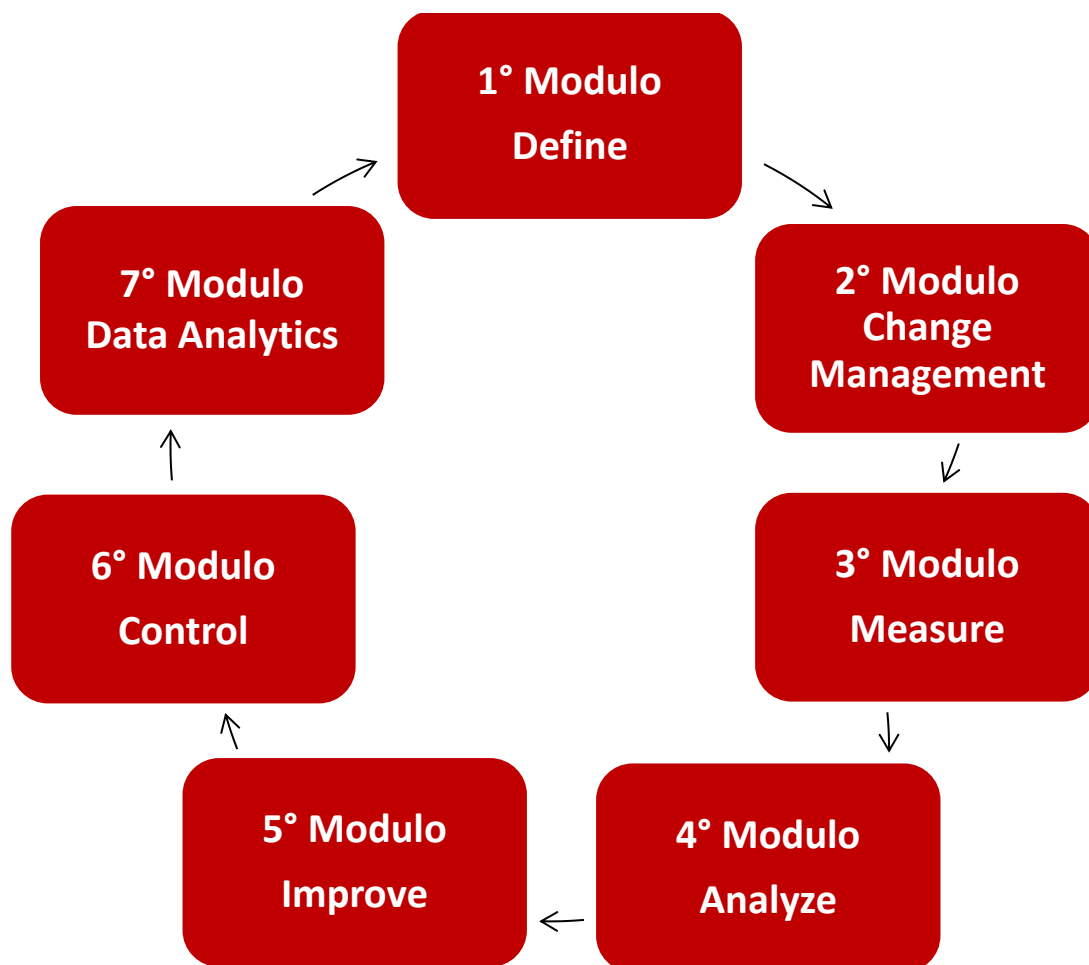 1° Modulo
Define
2° Modulo
Change
Management
3° Modulo
Measure
4° Modulo
Analyze
5° Modulo
Improve
6° Modulo
Control
7° Modulo
Data Analytics